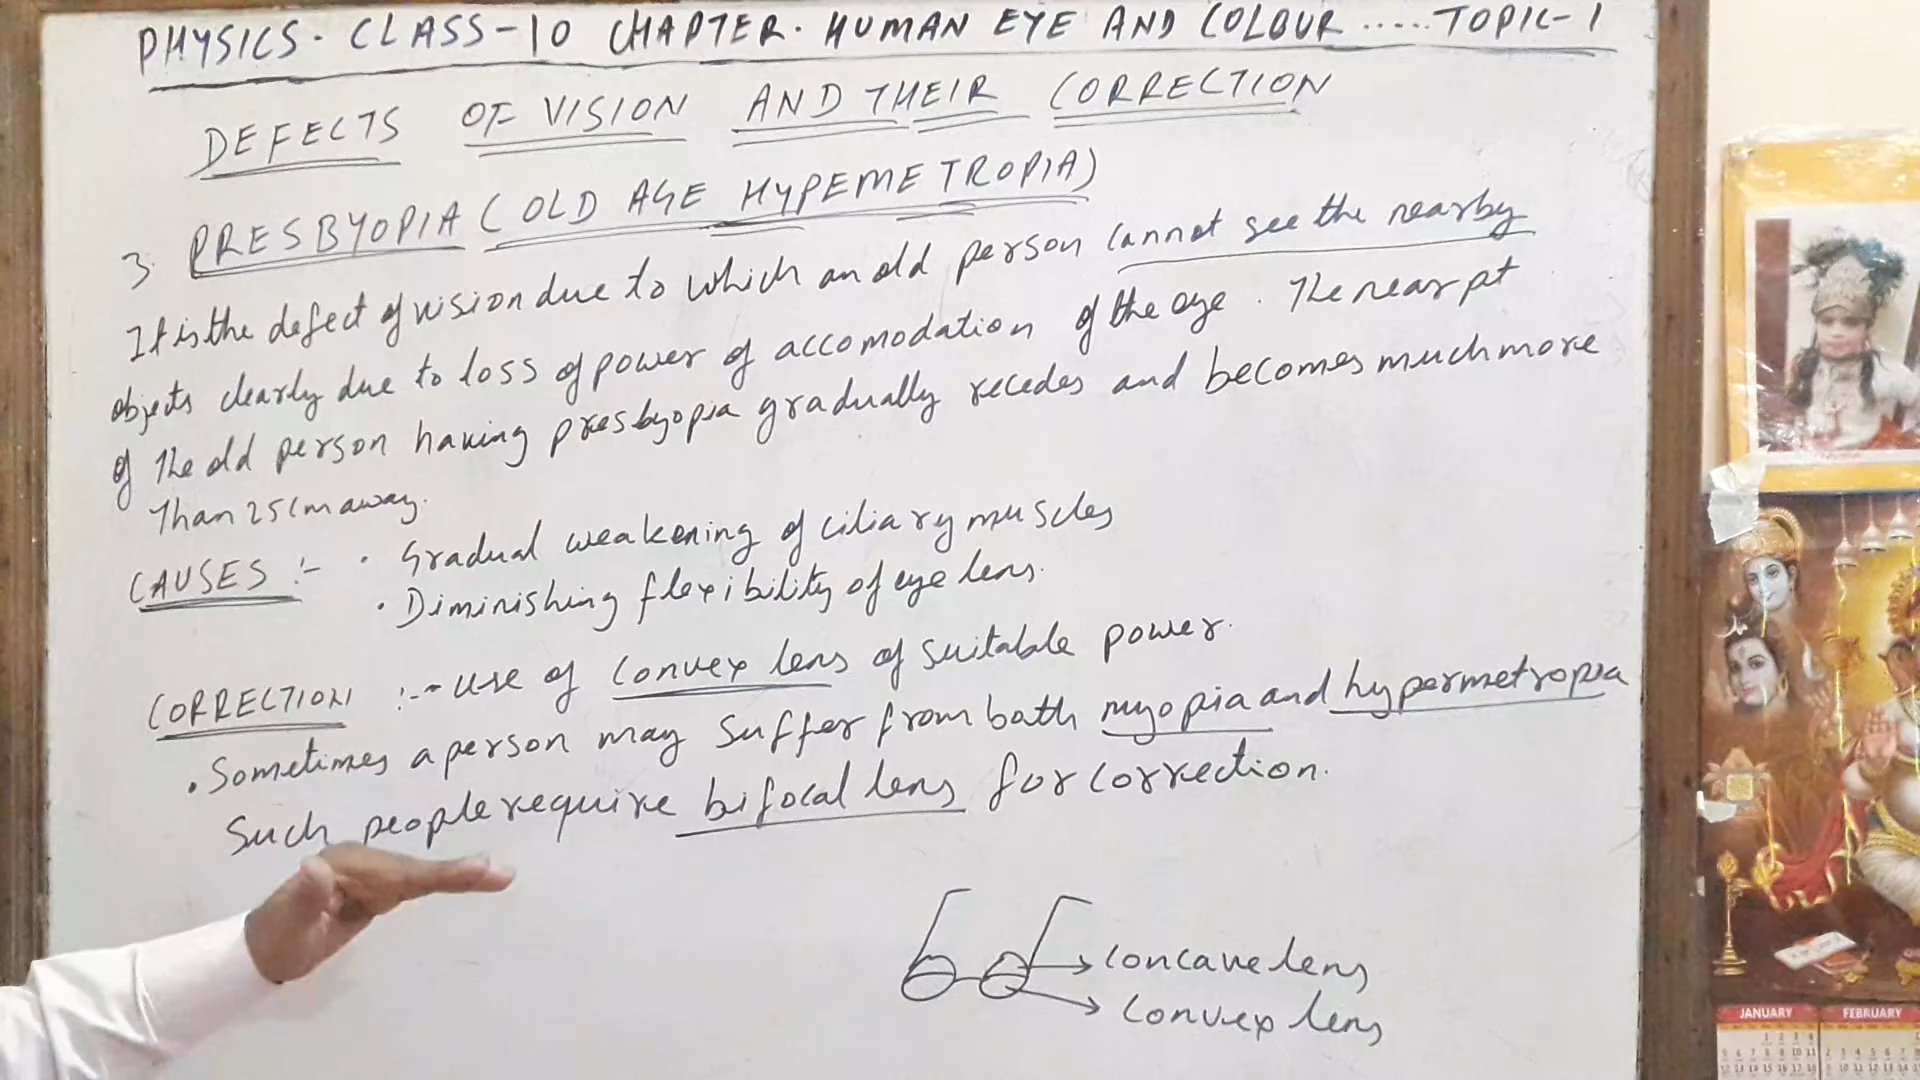 PHYSICS. CLASS-10 CHAPTER. HUMAN EYE AND COLOUR ..... TOPIC-1
DEFECTS OF VISION AND THEIR CORRECTION
3. PRESBYOPIA (OLD AGE HYPEMETROPIA)
It is the defect of vision due to which an old person cannot see the nearby
objects clearly due to loss of power of accomodation of the eye. The near pt
of the old person having presbyopia gradually recedes and becomes much more
than 25 cm away.
CAUSES :- • Gradual weakening of ciliary muscles
• Diminishing flexibility of eye lens.
CORRECTION :- - use of convex lens of suitable power.
• Sometimes a person may suffer from both myopia and hypermetropia
Such people require bifocal lens for correction.
concave lens
convex lens
JANUARY FEBRUARY